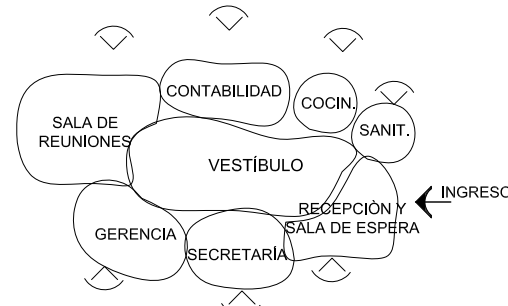 CONTABILIDAD
COCIN.
SALA DE
REUNIONES
SANIT.
VESTÍBULO
INGRESO
RECEPCIÒN Y
SALA DE ESPERA
GERENCIA
SECRETARÍA